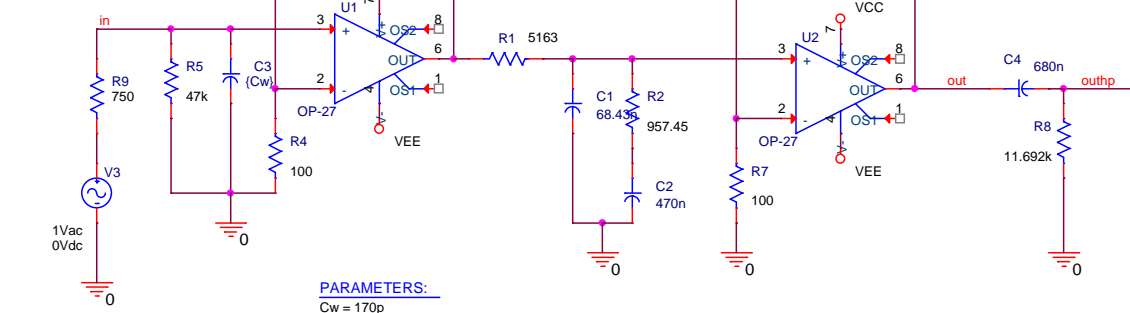 in
R9
750
V3
1Vac
0Vdc
0
R5
47k
C3
{Cw}
0
U1
3
+
2
-
7
V+
OS2
8
OUT
6
OS1
1
4
V-
OP-27
VEE
R4
100
PARAMETERS:
Cw = 170p
R1
5163
C1
68.43n
R2
957.45
C2
470n
0
VCC
U2
3
+
2
-
7
V+
OS2
8
OUT
6
OS1
1
4
V-
OP-27
VEE
R7
100
0
out
C4
680n
outhp
R8
11.692k
0